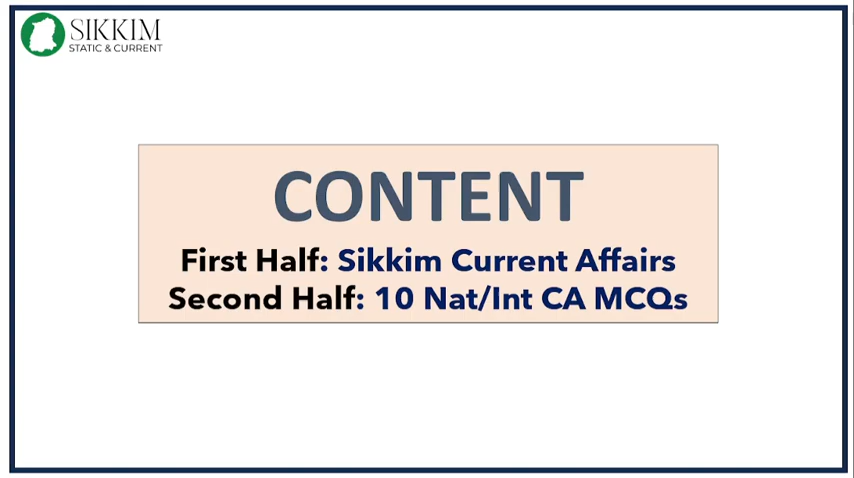 SIKKIM
STATIC & CURRENT
CONTENT
First Half: Sikkim Current Affairs
Second Half: 10 Nat/Int CA MCQs